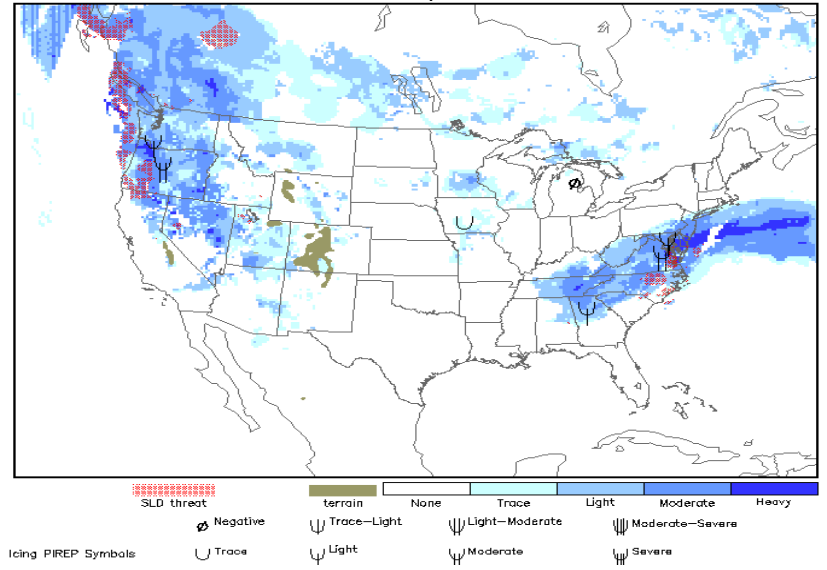 SLD threat terrain None Trace Light Moderate Heavy
Negative Trace-Light Light-Moderate Moderate-Severe
Icing PIREP Symbols Trace Light Moderate Severe